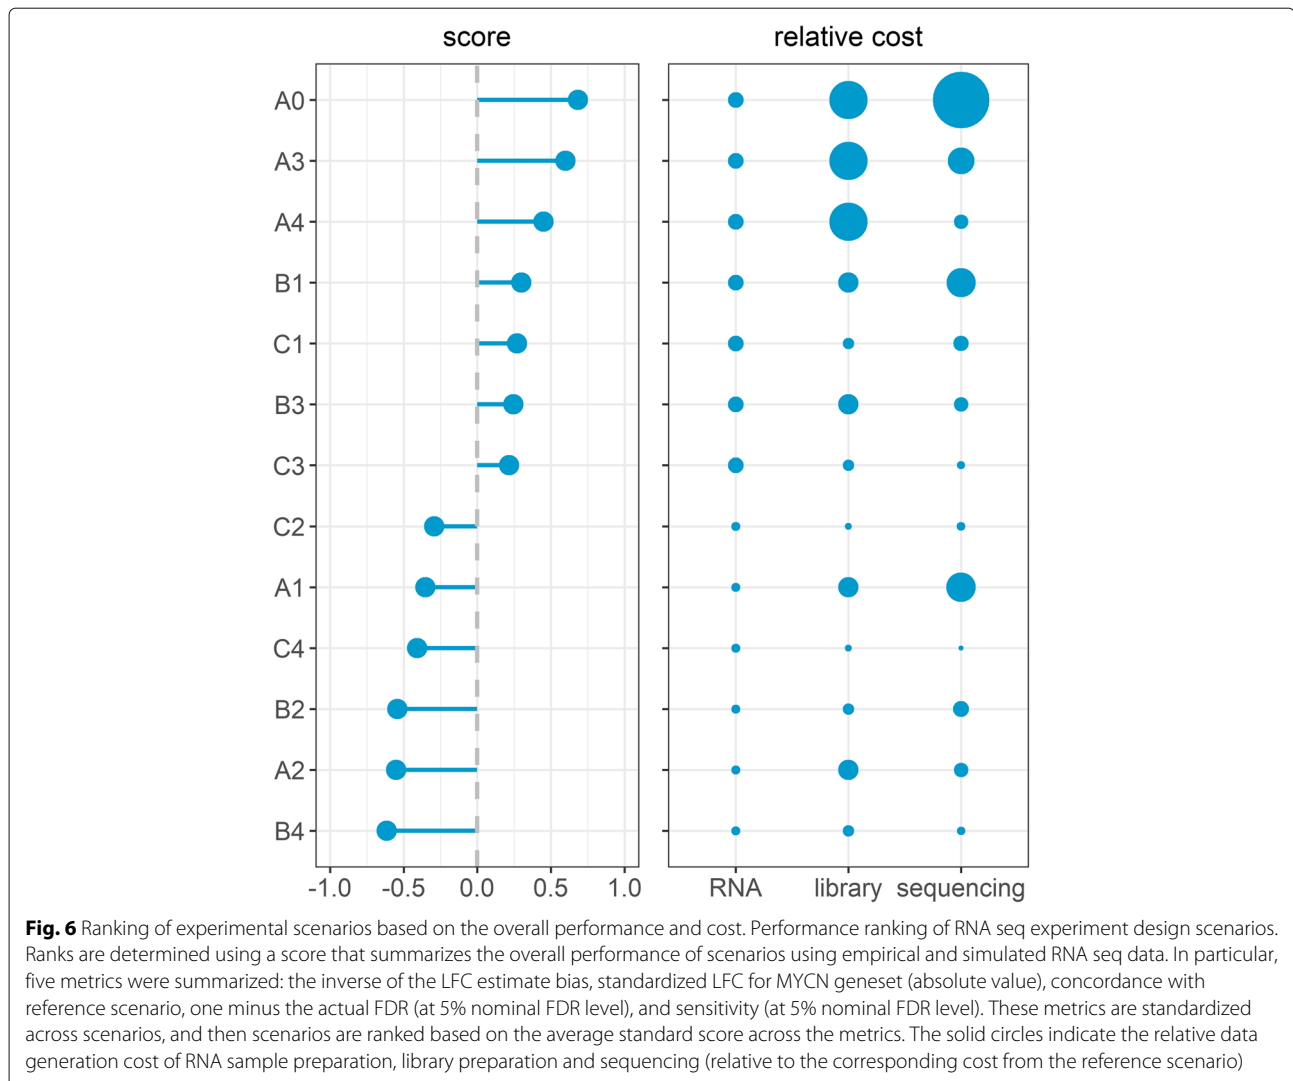 score
relative cost
A0
A3
A4
B1
C1
B3
C3
C2
A1
C4
B2
A2
B4
-1.0 -0.5 0.0 0.5 1.0
RNA library sequencing
Fig. 6 Ranking of experimental scenarios based on the overall performance and cost. Performance ranking of RNA seq experiment design scenarios.
Ranks are determined using a score that summarizes the overall performance of scenarios using empirical and simulated RNA seq data. In particular,
five metrics were summarized: the inverse of the LFC estimate bias, standardized LFC for MYCN geneset (absolute value), concordance with
reference scenario, one minus the actual FDR (at 5% nominal FDR level), and sensitivity (at 5% nominal FDR level). These metrics are standardized
across scenarios, and then scenarios are ranked based on the average standard score across the metrics. The solid circles indicate the relative data
generation cost of RNA sample preparation, library preparation and sequencing (relative to the corresponding cost from the reference scenario)